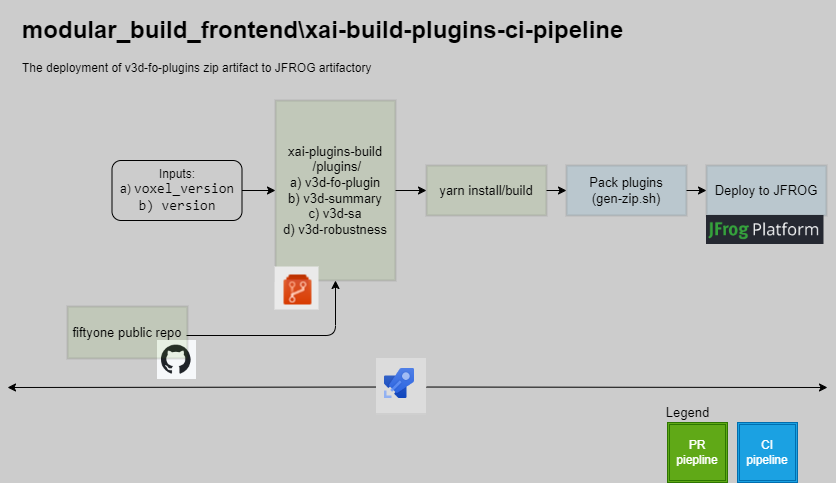 modular_build_frontend\xai-build-plugins-ci-pipeline
The deployment of v3d-fo-plugins zip artifact to JFROG artifactory
Inputs:
a) voxel_version
b) version
xai-plugins-build
/plugins/
a) v3d-fo-plugin
b) v3d-summary
c) v3d-sa
d) v3d-robustness
yarn install/build
Pack plugins
(gen-zip.sh)
Deploy to JFROG
JFrog Platform
fiftyone public repo
Legend
PR
piepline
CI
pipeline